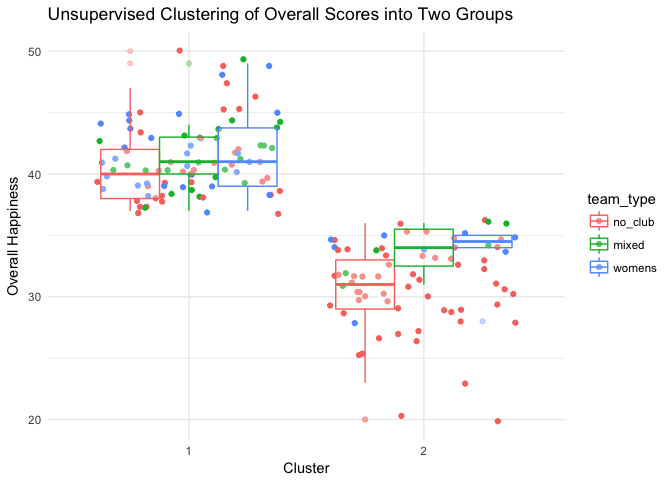 Unsupervised Clustering of Overall Scores into Two Groups
50
40
30
20
Overall Happiness
1
2
Cluster
team_type
no_club
mixed
womens